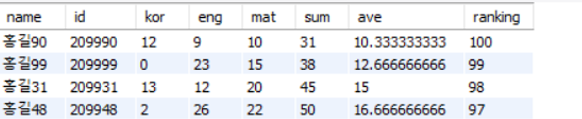 name id kor eng mat sum ave ranking
홍길90 209990 12 9 10 31 10.333333333 100
홍길99 209999 0 23 15 38 12.666666666 99
홍길31 209931 13 12 20 45 15 98
홍길48 209948 2 26 22 50 16.666666666 97